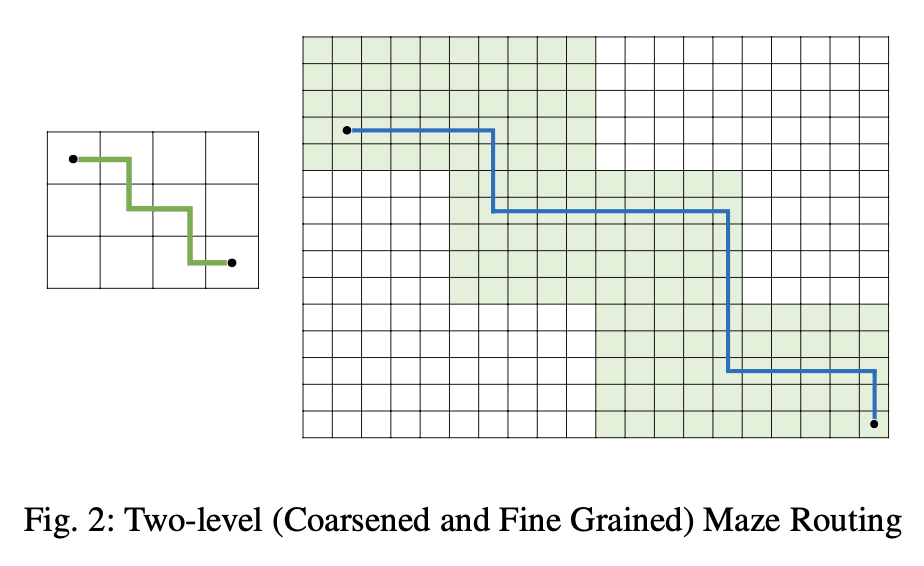 Fig. 2: Two-level (Coarsened and Fine Grained) Maze Routing